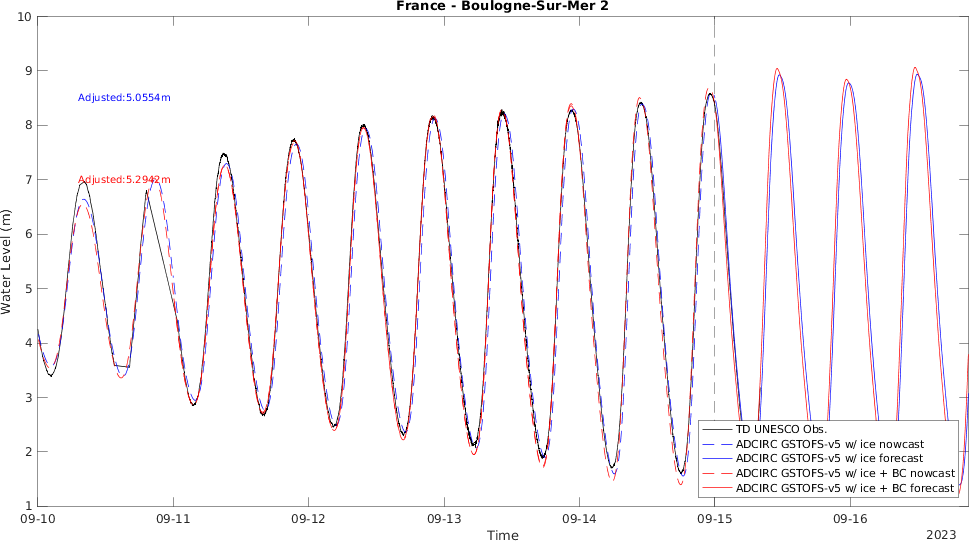 France - Boulogne-Sur-Mer 2
10
9
8
7
6
5
4
3
2
1
Water Level (m)
Adjusted:5.0554m
Adjusted:5.2942m
TD UNESCO Obs.
ADCIRC GSTOFS-v5 w/ ice nowcast
ADCIRC GSTOFS-v5 w/ ice forecast
ADCIRC GSTOFS-v5 w/ ice + BC nowcast
ADCIRC GSTOFS-v5 w/ ice + BC forecast
09-10 09-11 09-12 09-13 09-14 09-15 09-16
Time
2023